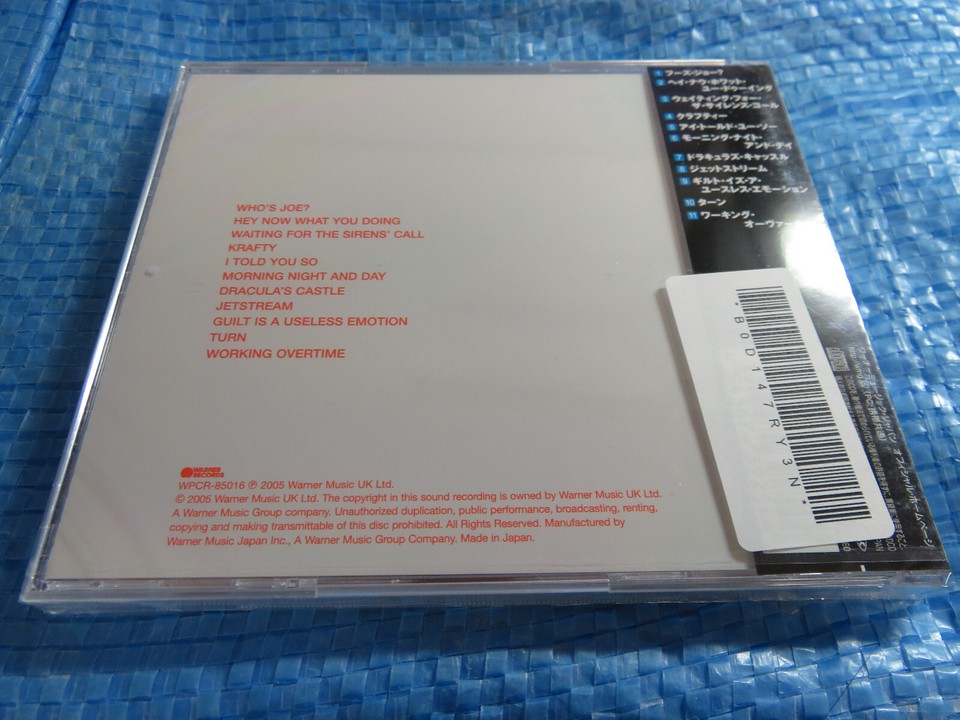 WHO'S JOE?
HEY NOW WHAT YOU DOING
WAITING FOR THE SIRENS' CALL
KRAFTY
I TOLD YOU SO
MORNING NIGHT AND DAY
DRACULA'S CASTLE
JETSTREAM
GUILT IS A USELESS EMOTION
TURN
WORKING OVERTIME
WARNER
RECORDS
WPCR-85016 ℗ 2005 Warner Music UK Ltd.
© 2005 Warner Music UK Ltd. The copyright in this sound recording is owned by Warner Music UK Ltd.
A Warner Music Group company. Unauthorized duplication, public performance, broadcasting, renting,
copying and making transmittable of this disc prohibited. All Rights Reserved. Manufactured by
Warner Music Japan Inc., A Warner Music Group Company. Made in Japan.
1 フーズ・ジョー?
2 ヘイ・ナウ・ホワット・
ユー・ドゥーイング
3 ウェイティング・フォー・
ザ・サイレンズ・コール
4 クラフティー
5 アイ・トールド・ユー・ソー
6 モーニング・ナイト・
アンド・デイ
7 ドラキュラズ・キャッスル
8 ジェットストリーム
9 ギルト・イズ・ア・
ユースレス・エモーション
10 ターン
11 ワーキング・
オーヴァー
*B0D147RY3N*